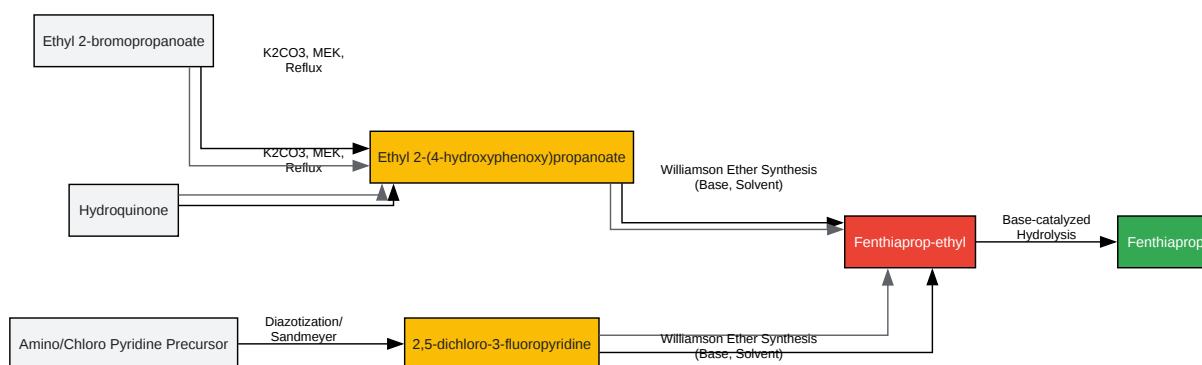 Ethyl 2-bromopropanoate
K2CO3, MEK,
Reflux
K2CO3, MEK,
Reflux
Ethyl 2-(4-hydroxyphenoxy)propanoate
Hydroquinone
Williamson Ether Synthesis
(Base, Solvent)
Fenthiaprop-ethyl
Base-catalyzed
Hydrolysis
Fenthiaprop
Amino/Chloro Pyridine Precursor
Diazotization/
Sandmeyer
2,5-dichloro-3-fluoropyridine
Williamson Ether Synthesis
(Base, Solvent)